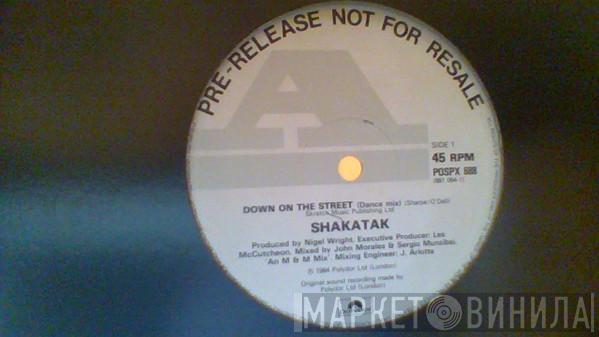 PRE-RELEASE NOT FOR RESALE
A
SIDE 1
45 RPM
POSPX 688
DOWN ON THE STREET (Dance mix) (Sharpe/O'Dell)
Skratch Music Publishing Ltd
SHAKATAK
Produced by Nigel Wright. Executive Producer: Les
McCutcheon. Mixed by John Morales & Sergio Munzibai.
'An M & M Mix'. Mixing Engineer: J. Arlotta
℗ 1984 Polydor Ltd (London)
Original sound recording made by
Polydor Ltd (London)
МАРКЕТ ВИНИЛА